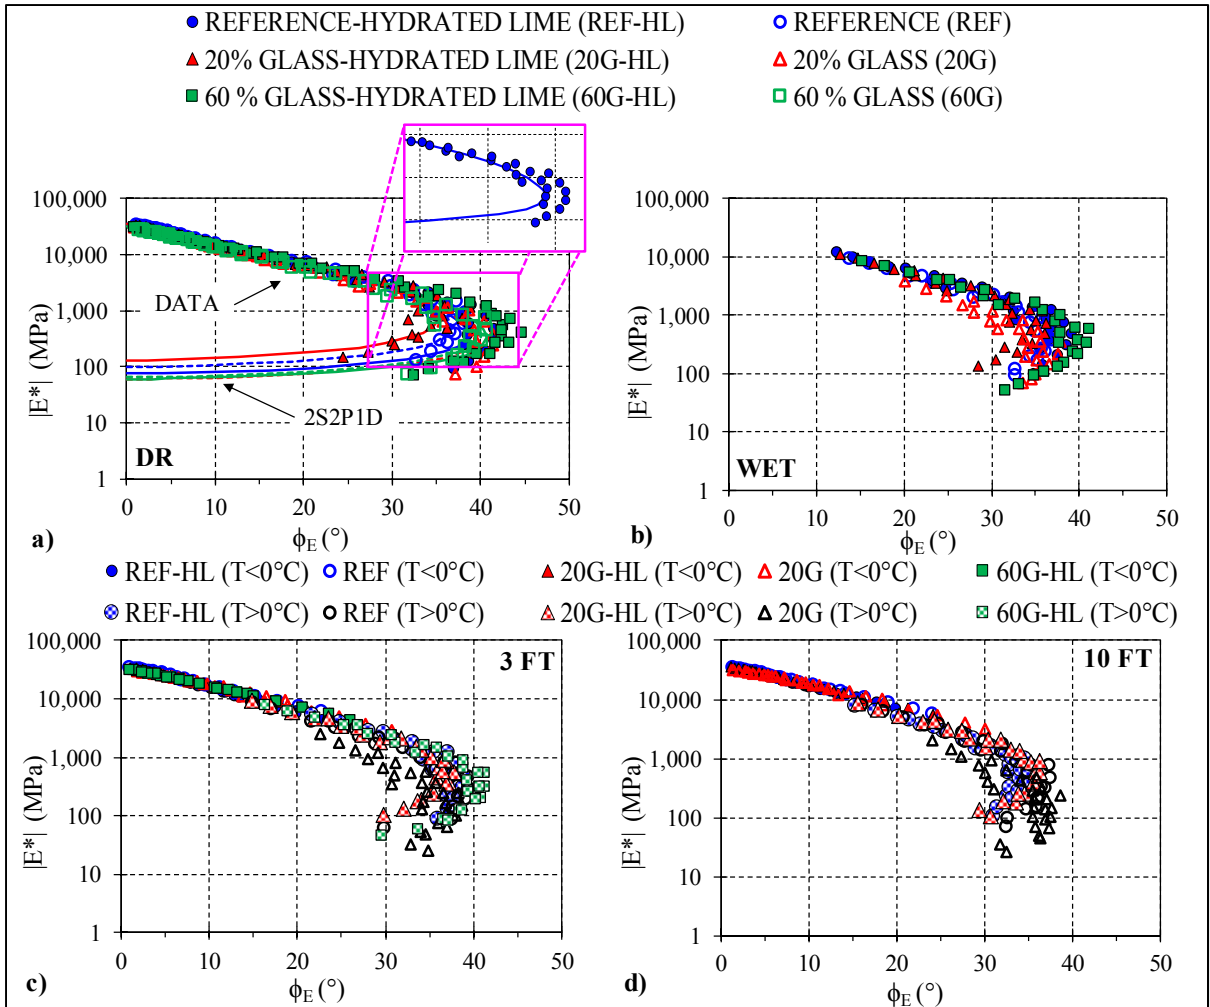 REFERENCE-HYDRATED LIME (REF-HL) REFERENCE (REF)
20% GLASS-HYDRATED LIME (20G-HL) 20% GLASS (20G)
60 % GLASS-HYDRATED LIME (60G-HL) 60 % GLASS (60G)
|E*| (MPa)
100,000
10,000
1,000
100
10
1
DATA
2S2P1D
DR
0 10 20 30 40 50
a)
ϕE (°)
|E*| (MPa)
100,000
10,000
1,000
100
10
1
WET
0 10 20 30 40 50
b)
ϕE (°)
REF-HL (T<0°C) REF (T<0°C) 20G-HL (T<0°C) 20G (T<0°C) 60G-HL (T<0°C)
REF-HL (T>0°C) REF (T>0°C) 20G-HL (T>0°C) 20G (T>0°C) 60G-HL (T>0°C)
|E*| (MPa)
100,000
10,000
1,000
100
10
1
3 FT
0 10 20 30 40 50
c)
ϕE (°)
|E*| (MPa)
100,000
10,000
1,000
100
10
1
10 FT
0 10 20 30 40 50
d)
ϕE (°)